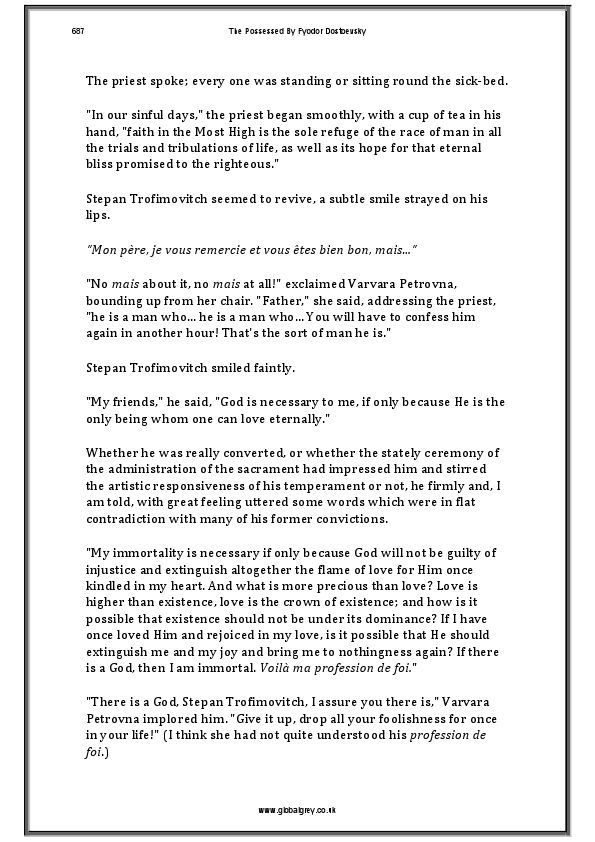 687 The Possessed By Fyodor Dostoevsky
The priest spoke; every one was standing or sitting round the sick-bed.
"In our sinful days," the priest began smoothly, with a cup of tea in his
hand, "faith in the Most High is the sole refuge of the race of man in all
the trials and tribulations of life, as well as its hope for that eternal
bliss promised to the righteous."
Stepan Trofimovitch seemed to revive, a subtle smile strayed on his
lips.
"Mon père, je vous remercie et vous êtes bien bon, mais..."
"No mais about it, no mais at all!" exclaimed Varvara Petrovna,
bounding up from her chair. "Father," she said, addressing the priest,
"he is a man who... he is a man who... You will have to confess him
again in another hour! That's the sort of man he is."
Stepan Trofimovitch smiled faintly.
"My friends," he said, "God is necessary to me, if only because He is the
only being whom one can love eternally."
Whether he was really converted, or whether the stately ceremony of
the administration of the sacrament had impressed him and stirred
the artistic responsiveness of his temperament or not, he firmly and, I
am told, with great feeling uttered some words which were in flat
contradiction with many of his former convictions.
"My immortality is necessary if only because God will not be guilty of
injustice and extinguish altogether the flame of love for Him once
kindled in my heart. And what is more precious than love? Love is
higher than existence, love is the crown of existence; and how is it
possible that existence should not be under its dominance? If I have
once loved Him and rejoiced in my love, is it possible that He should
extinguish me and my joy and bring me to nothingness again? If there
is a God, then I am immortal. Voilà ma profession de foi."
"There is a God, Stepan Trofimovitch, I assure you there is," Varvara
Petrovna implored him. "Give it up, drop all your foolishness for once
in your life!" (I think she had not quite understood his profession de
foi.)
www.globalgrey.co.uk